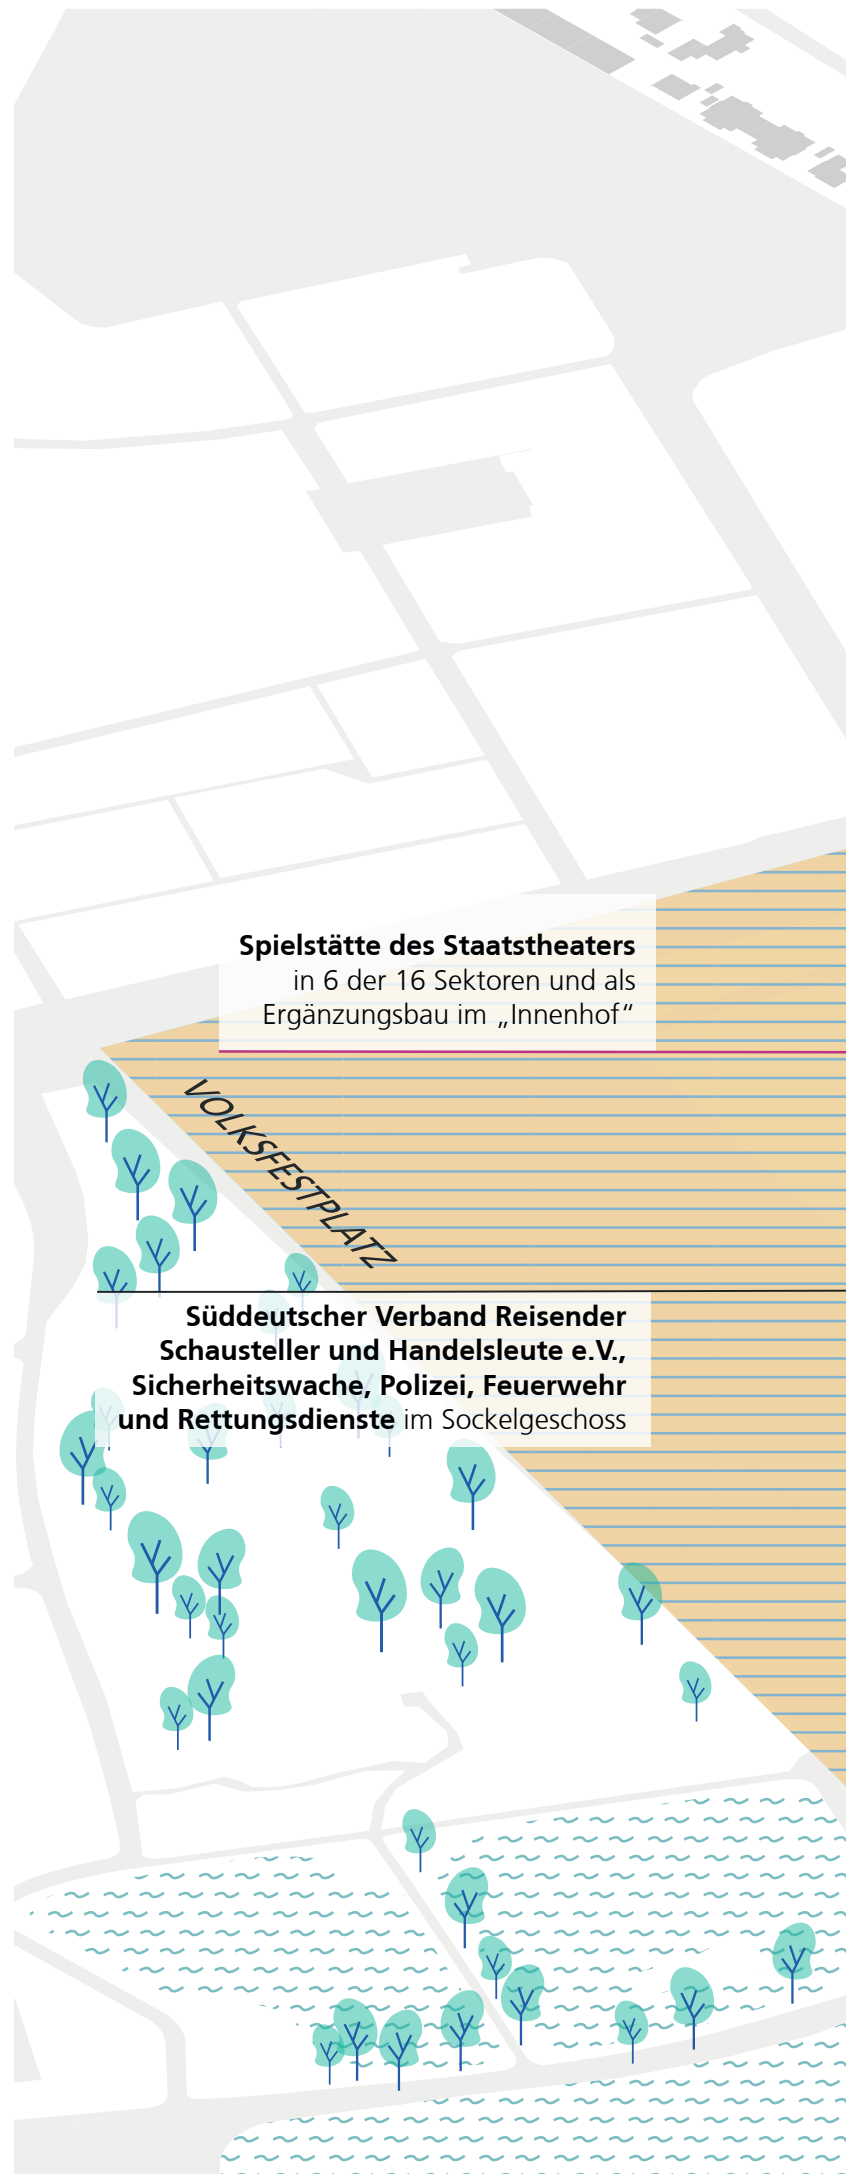 Spielstätte des Staatstheaters
in 6 der 16 Sektoren und als
Ergänzungsbau im „Innenhof“
VOLKSFESTPLATZ
Süddeutscher Verband Reisender
Schausteller und Handelsleute e.V.,
Sicherheitswache, Polizei, Feuerwehr
und Rettungsdienste im Sockelgeschoss